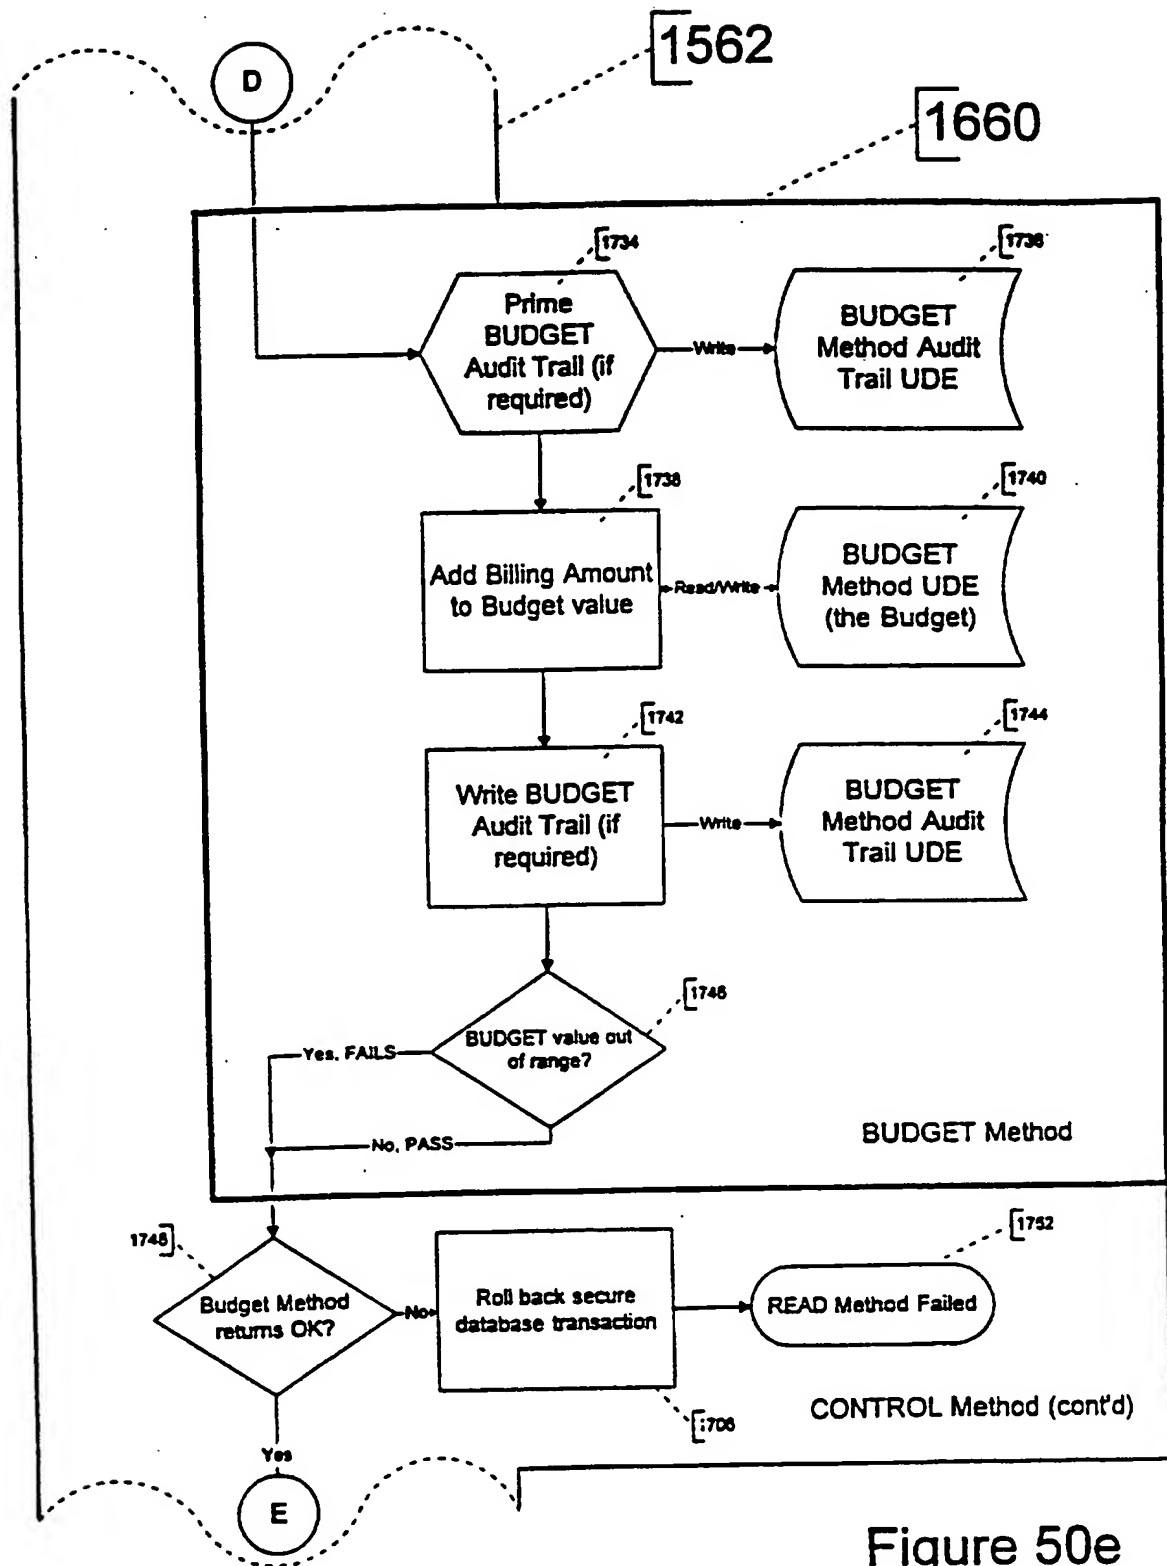 D
1562
1660
1734
Prime
BUDGET
Audit Trail (if
required)
Write
1736
BUDGET
Method Audit
Trail UDE
1738
Add Billing Amount
to Budget value
Read/Write
1740
BUDGET
Method UDE
(the Budget)
1742
Write BUDGET
Audit Trail (if
required)
Write
1744
BUDGET
Method Audit
Trail UDE
1746
BUDGET value out
of range?
Yes, FAILS
No, PASS
BUDGET Method
1748
Budget Method
returns OK?
No
Roll back secure
database transaction
1752
READ Method Failed
CONTROL Method (cont'd)
Yes
E
Figure 50e